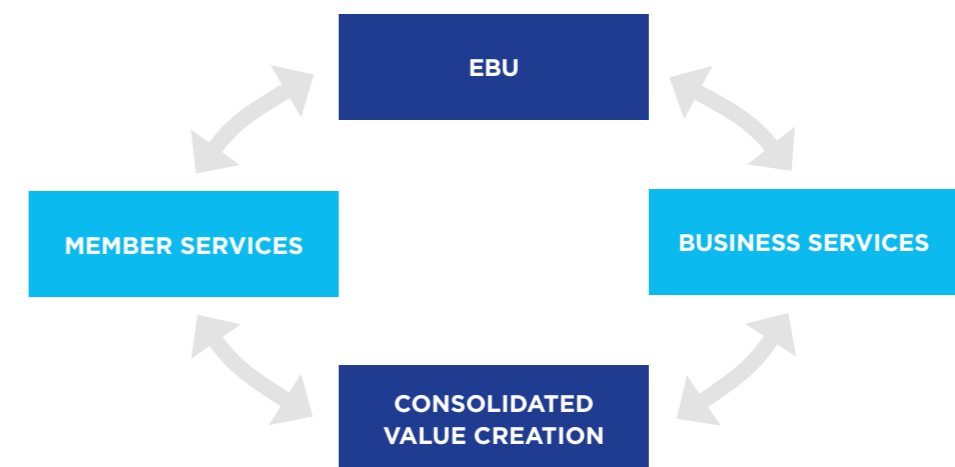 EBU
MEMBER SERVICES
BUSINESS SERVICES
CONSOLIDATED
VALUE CREATION